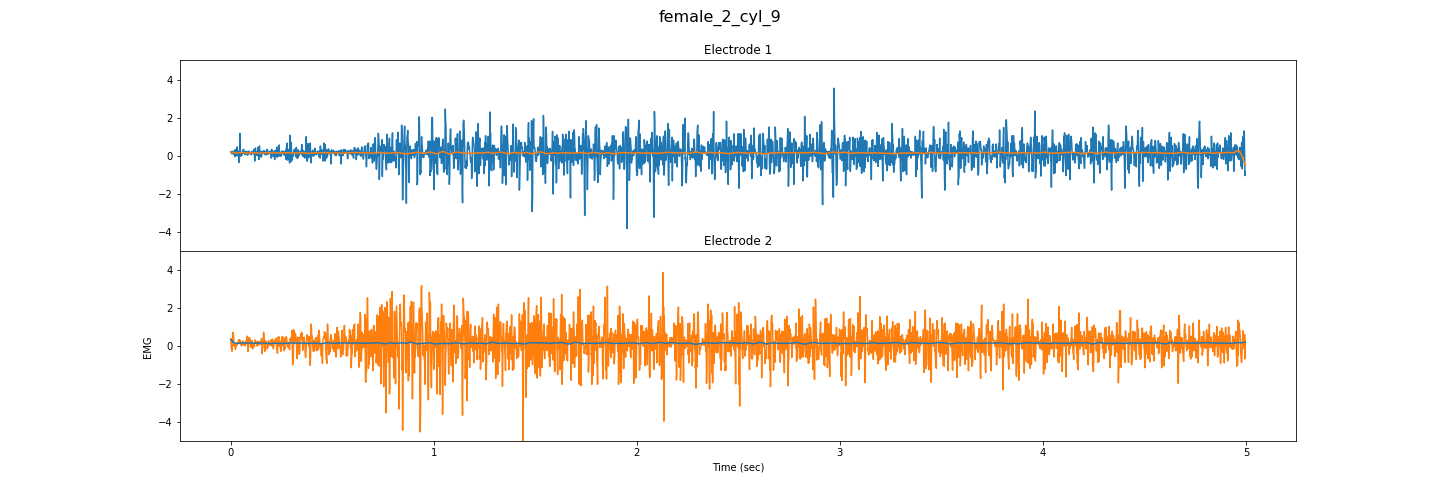 female_2_cyl_9
Electrode 1
4
2
0
−2
−4
Electrode 2
4
2
0
−2
−4
EMG
0 1 2 3 4 5
Time (sec)